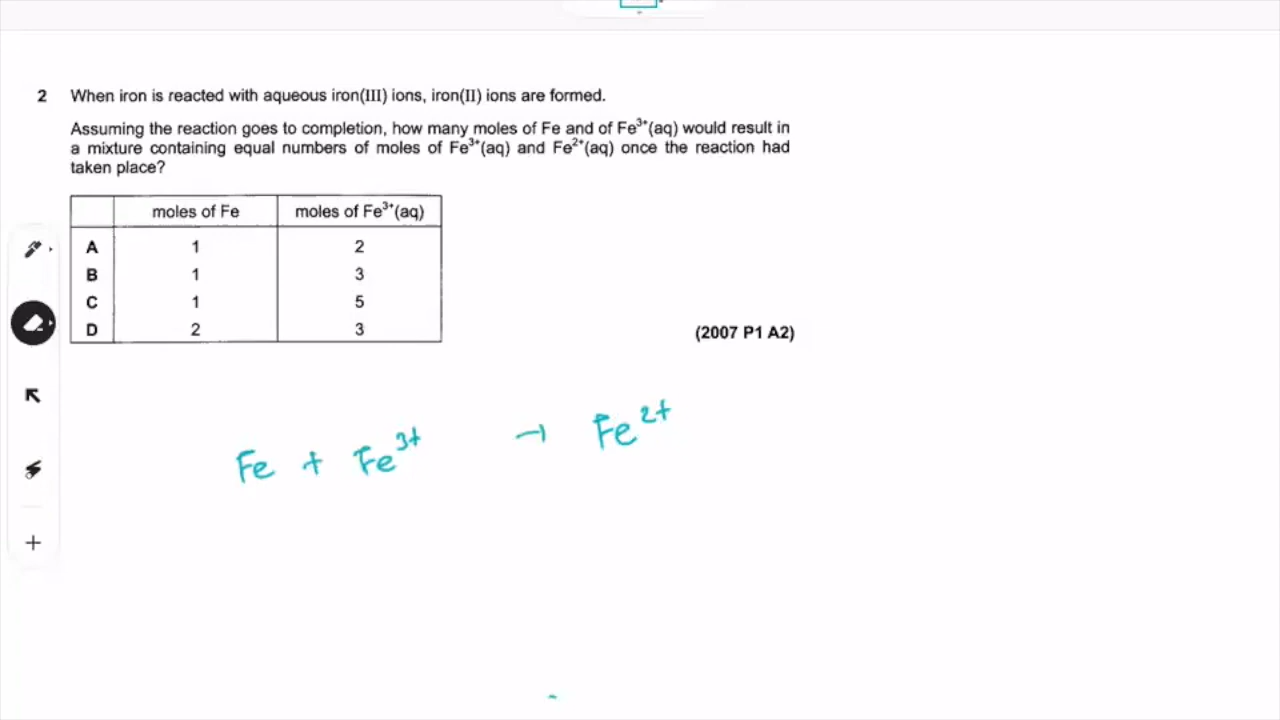 2 When iron is reacted with aqueous iron(III) ions, iron(II) ions are formed.
Assuming the reaction goes to completion, how many moles of Fe and of Fe³⁺(aq) would result in
a mixture containing equal numbers of moles of Fe³⁺(aq) and Fe²⁺(aq) once the reaction had
taken place?
moles of Fe moles of Fe³⁺(aq)
A 1 2
B 1 3
C 1 5
D 2 3
(2007 P1 A2)
Fe + Fe³⁺ → Fe²⁺